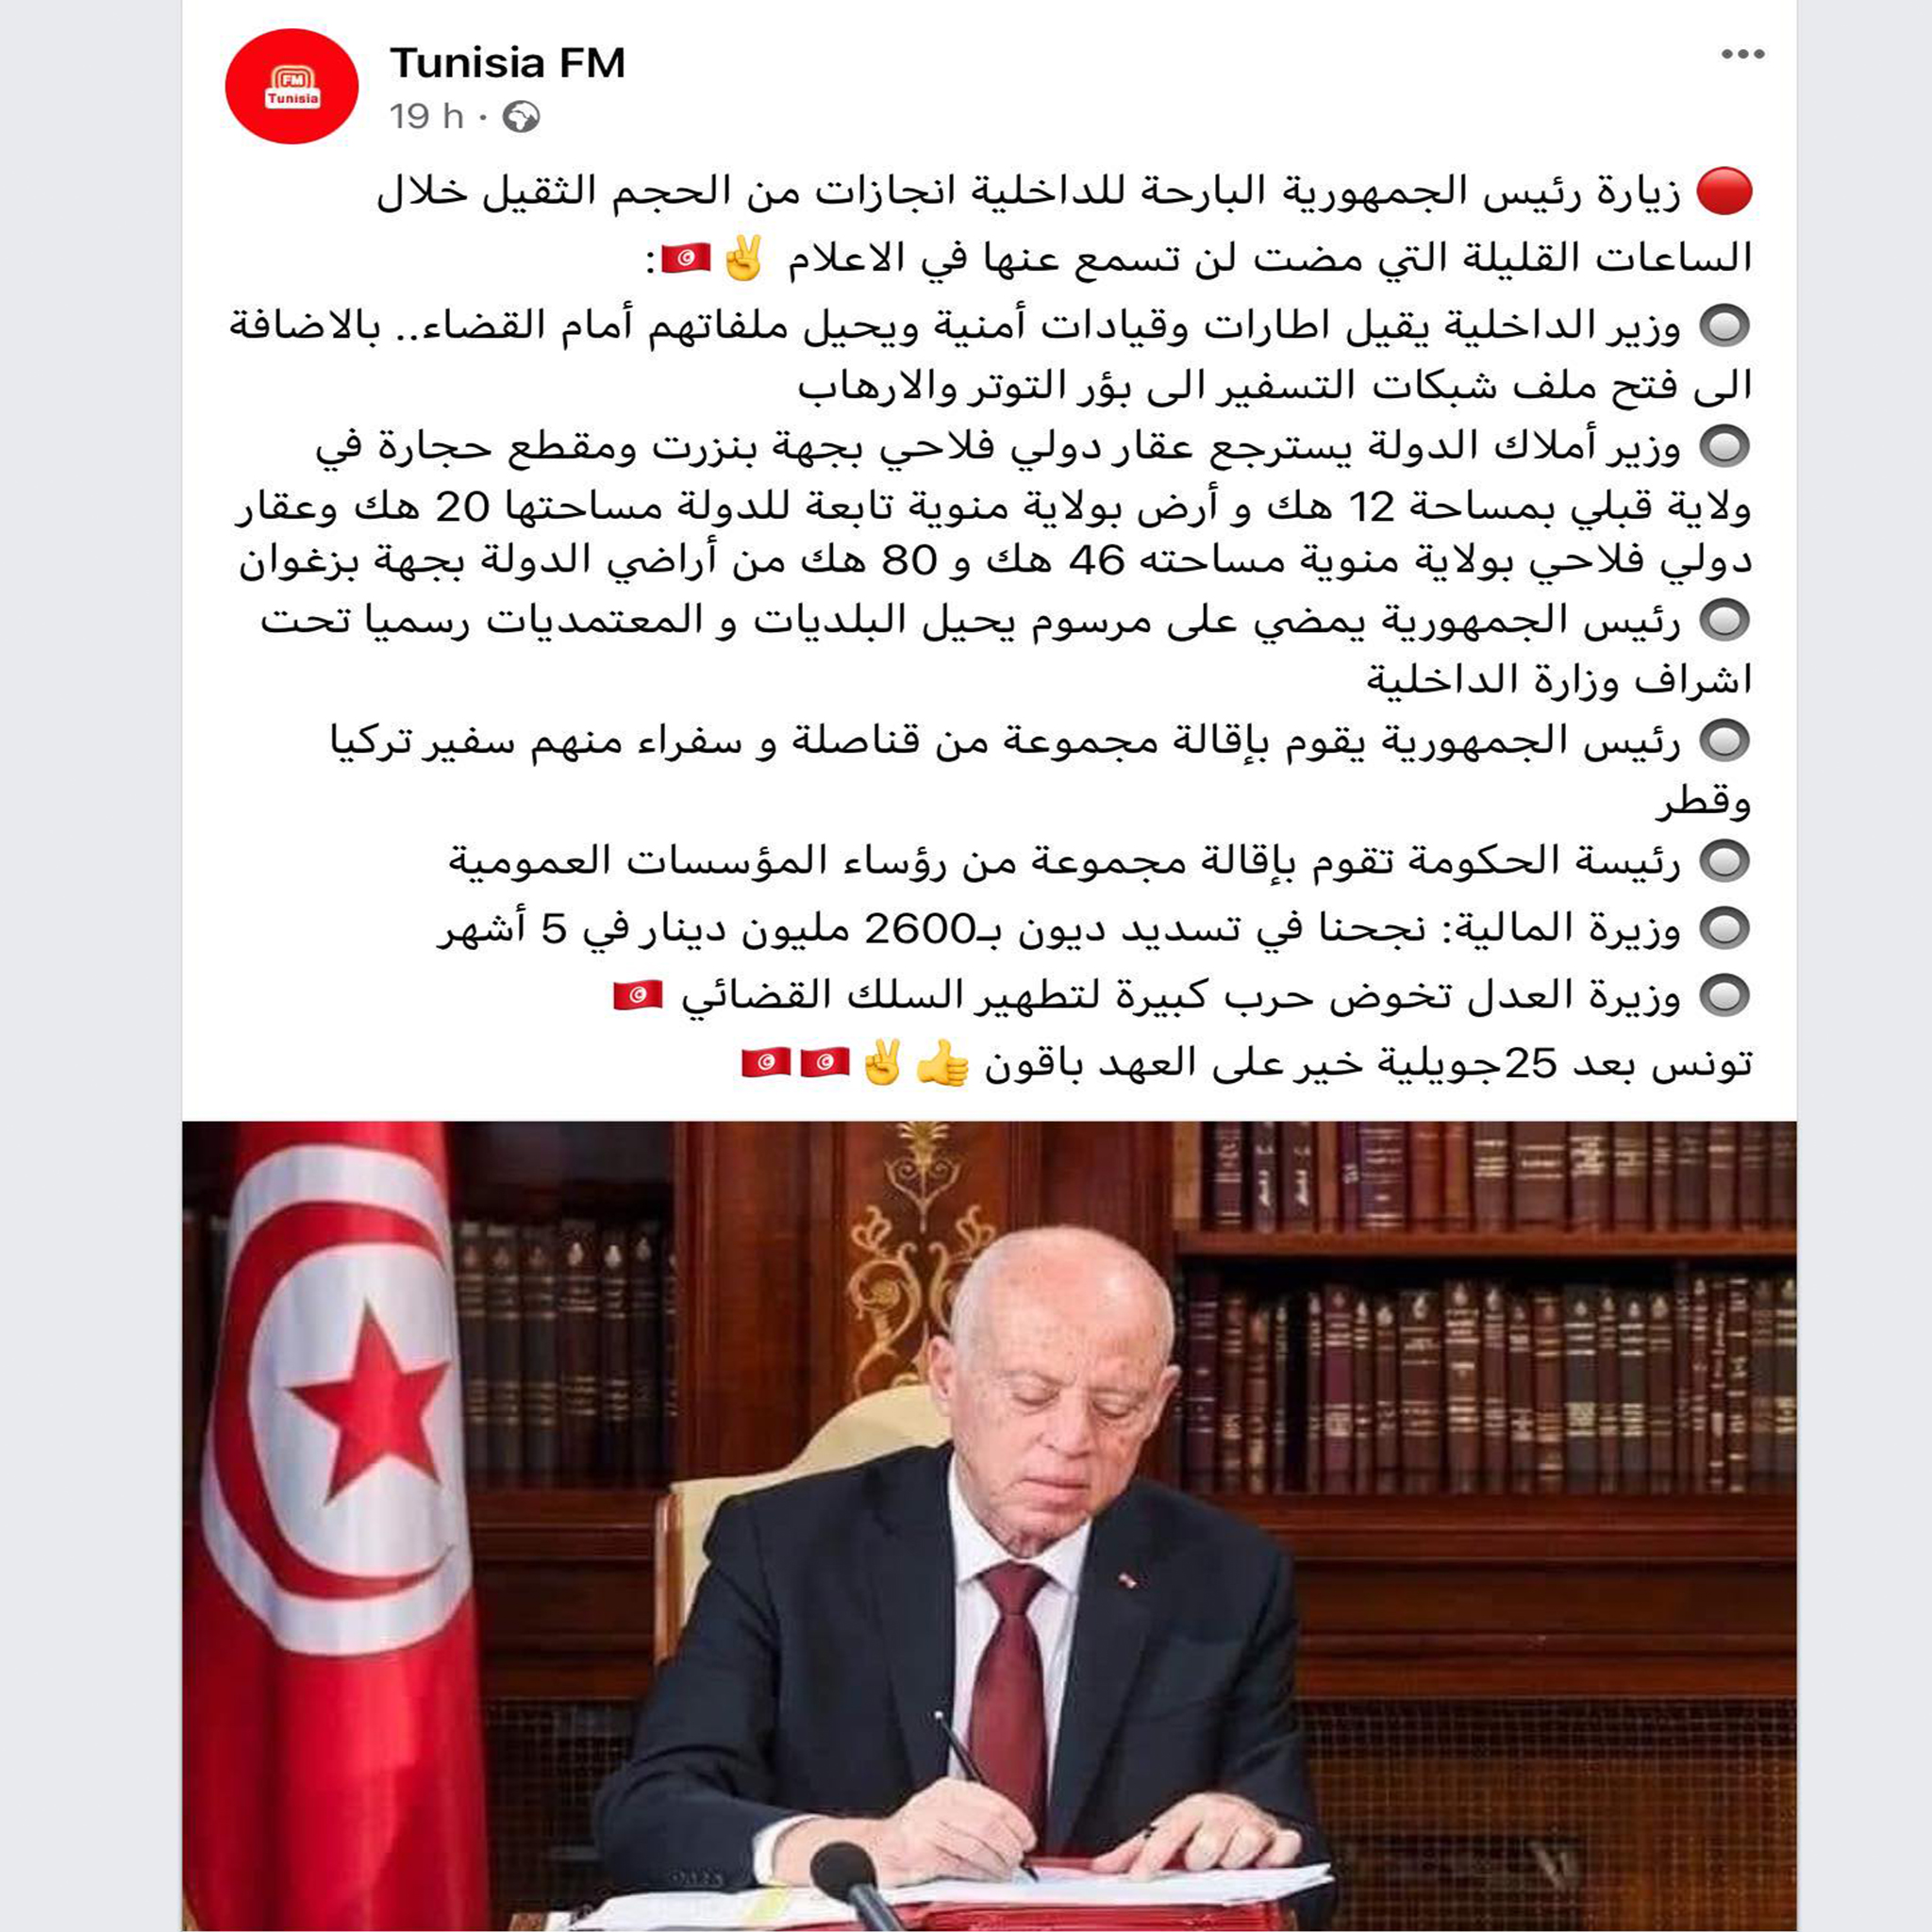 FM
Tunisia
Tunisia FM
19 h ·
🔴 زيارة رئيس الجمهورية البارحة للداخلية انجازات من الحجم الثقيل خلال
الساعات القليلة التي مضت لن تسمع عنها في الاعلام ✌️🇹🇳:
🔘 وزير الداخلية يقيل اطارات وقيادات أمنية ويحيل ملفاتهم أمام القضاء.. بالاضافة
الى فتح ملف شبكات التسفير الى بؤر التوتر والارهاب
🔘 وزير أملاك الدولة يسترجع عقار دولي فلاحي بجهة بنزرت ومقطع حجارة في
ولاية قبلي بمساحة 12 هك و أرض بولاية منوية تابعة للدولة مساحتها 20 هك وعقار
دولي فلاحي بولاية منوية مساحته 46 هك و 80 هك من أراضي الدولة بجهة بزغوان
🔘 رئيس الجمهورية يمضي على مرسوم يحيل البلديات و المعتمديات رسميا تحت
اشراف وزارة الداخلية
🔘 رئيس الجمهورية يقوم بإقالة مجموعة من قناصلة و سفراء منهم سفير تركيا
وقطر
🔘 رئيسة الحكومة تقوم بإقالة مجموعة من رؤساء المؤسسات العمومية
🔘 وزيرة المالية: نجحنا في تسديد ديون بـ2600 مليون دينار في 5 أشهر
🔘 وزيرة العدل تخوض حرب كبيرة لتطهير السلك القضائي 🇹🇳
تونس بعد 25جويلية خير على العهد باقون 👍✌️🇹🇳🇹🇳